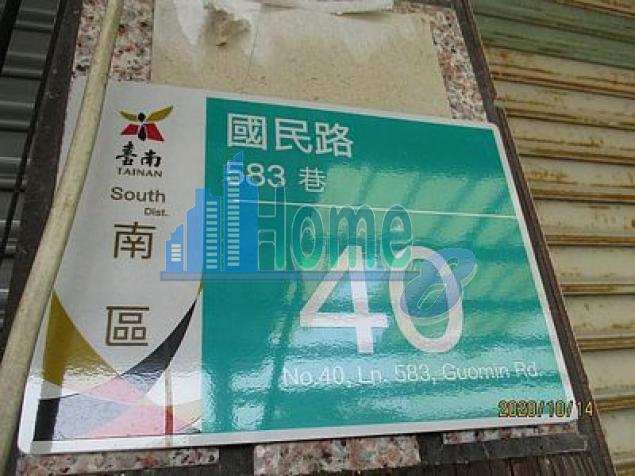 臺南
TAINAN
South
Dist.
南
區
國民路
583 巷
40
No.40, Ln. 583, Guomin Rd.
Home
e
2020/10/14